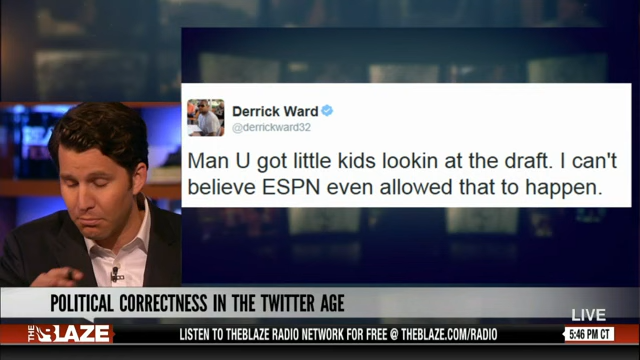 Derrick Ward
@derrickward32
Man U got little kids lookin at the draft. I can't
believe ESPN even allowed that to happen.
POLITICAL CORRECTNESS IN THE TWITTER AGE
LIVE
THE BLAZE
LISTEN TO THEBLAZE RADIO NETWORK FOR FREE @ THEBLAZE.COM/RADIO
5:46 PM CT